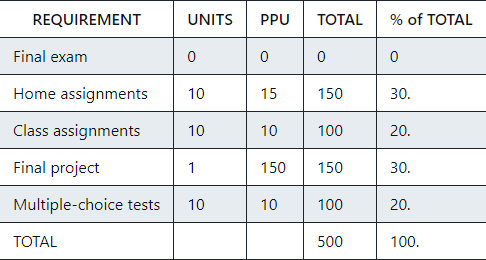 REQUIREMENT UNITS PPU TOTAL % of TOTAL
Final exam 0 0 0 0
Home assignments 10 15 150 30.
Class assignments 10 10 100 20.
Final project 1 150 150 30.
Multiple-choice tests 10 10 100 20.
TOTAL 500 100.